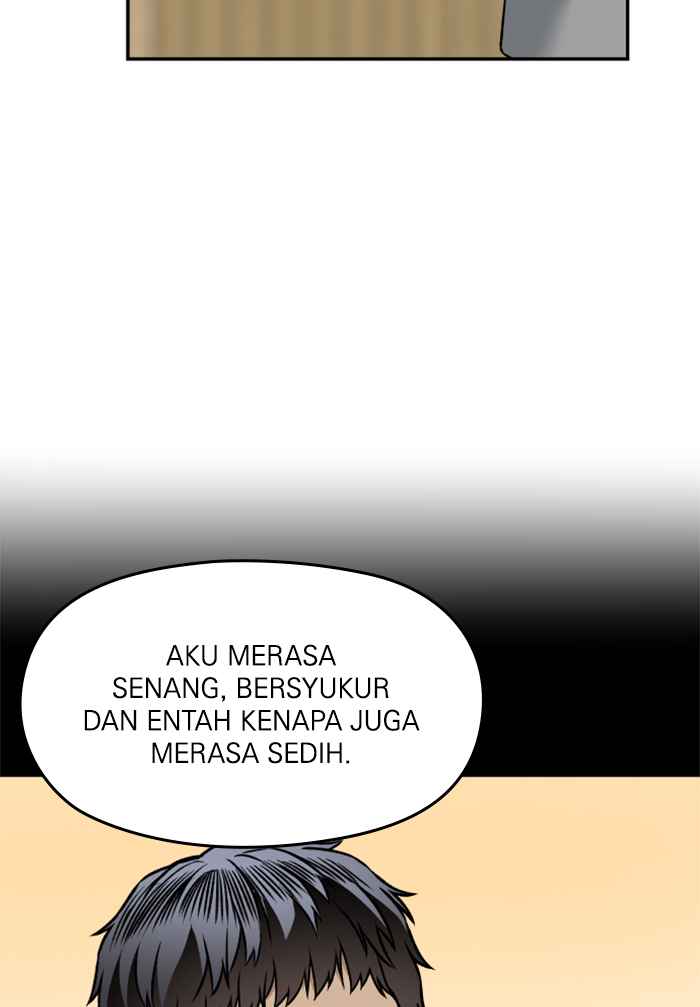 AKU MERASA
SENANG, BERSYUKUR
DAN ENTAH KENAPA JUGA
MERASA SEDIH.